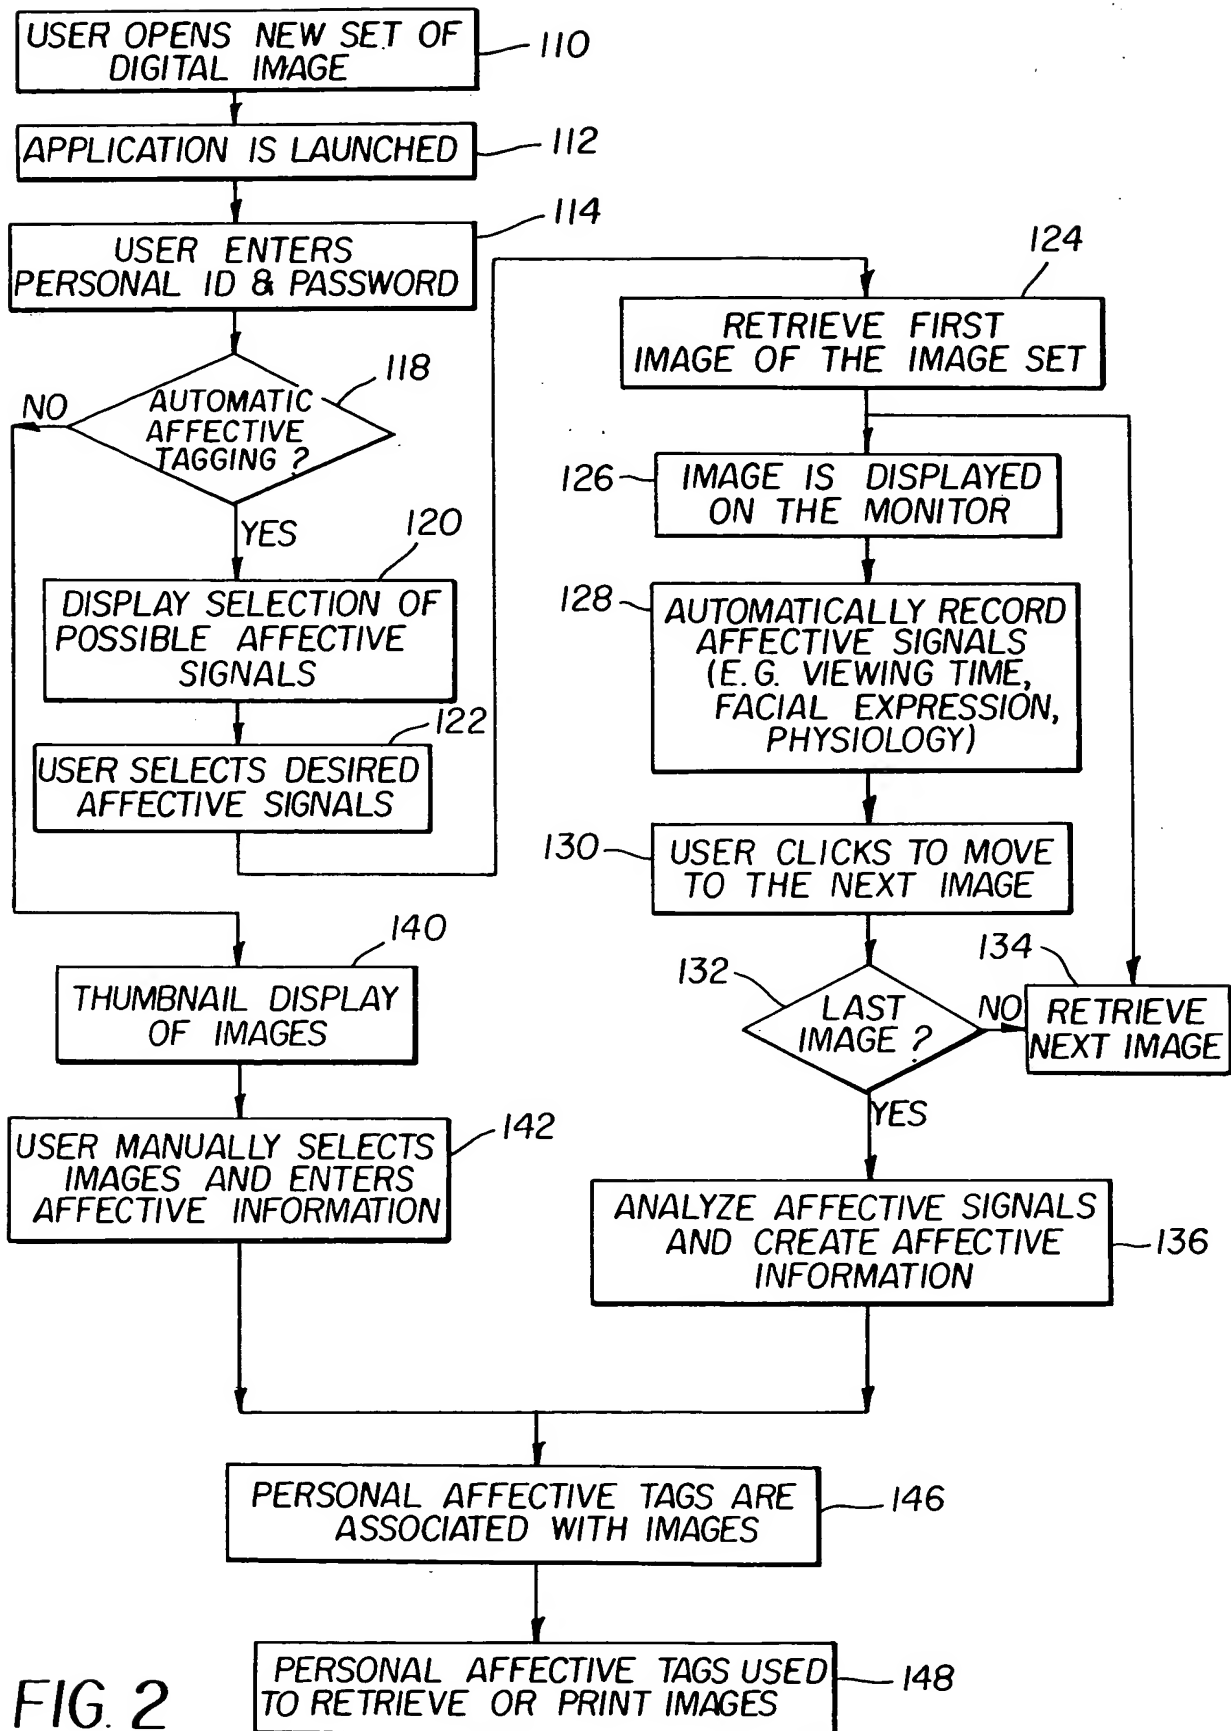 USER OPENS NEW SET OF
DIGITAL IMAGE
110
APPLICATION IS LAUNCHED
112
114
USER ENTERS
PERSONAL ID & PASSWORD
118
AUTOMATIC
AFFECTIVE
TAGGING ?
NO
YES
120
DISPLAY SELECTION OF
POSSIBLE AFFECTIVE
SIGNALS
122
USER SELECTS DESIRED
AFFECTIVE SIGNALS
140
THUMBNAIL DISPLAY
OF IMAGES
142
USER MANUALLY SELECTS
IMAGES AND ENTERS
AFFECTIVE INFORMATION
124
RETRIEVE FIRST
IMAGE OF THE IMAGE SET
126
IMAGE IS DISPLAYED
ON THE MONITOR
128
AUTOMATICALLY RECORD
AFFECTIVE SIGNALS
(E.G. VIEWING TIME,
FACIAL EXPRESSION,
PHYSIOLOGY)
130
USER CLICKS TO MOVE
TO THE NEXT IMAGE
132
LAST
IMAGE ?
NO
134
RETRIEVE
NEXT IMAGE
YES
ANALYZE AFFECTIVE SIGNALS
AND CREATE AFFECTIVE
INFORMATION
136
PERSONAL AFFECTIVE TAGS ARE
ASSOCIATED WITH IMAGES
146
PERSONAL AFFECTIVE TAGS USED
TO RETRIEVE OR PRINT IMAGES
148
FIG. 2